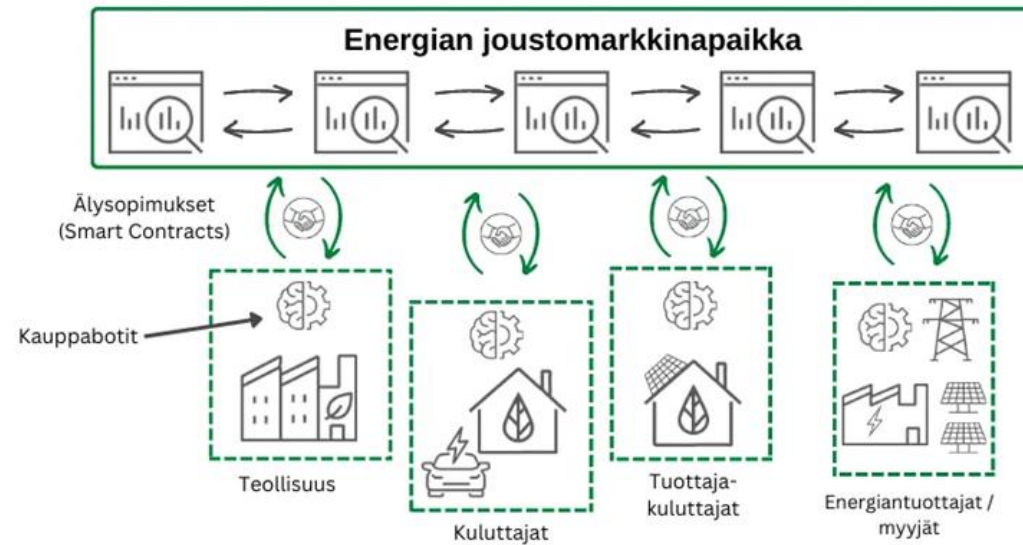 Energian joustomarkkinapaikka
Älysopimukset
(Smart Contracts)
Kauppabotit
Teollisuus
Kuluttajat
Tuottaja-
kuluttajat
Energiantuottajat /
myyjät